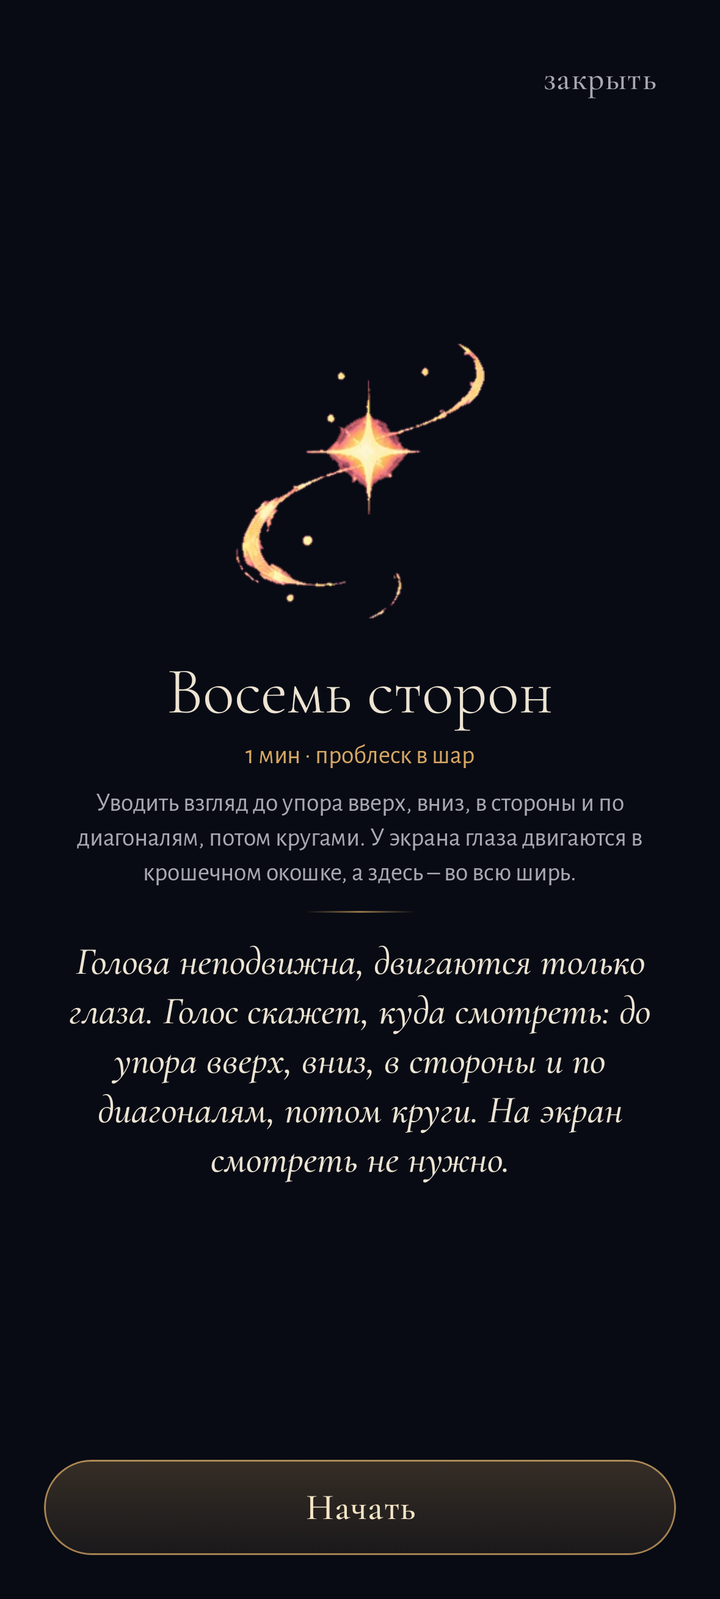 закрыть
Восемь сторон
1 мин · проблеск в шар
Уводить взгляд до упора вверх, вниз, в стороны и по
диагоналям, потом кругами. У экрана глаза двигаются в
крошечном окошке, а здесь – во всю ширь.
Голова неподвижна, двигаются только
глаза. Голос скажет, куда смотреть: до
упора вверх, вниз, в стороны и по
диагоналям, потом круги. На экран
смотреть не нужно.
Начать